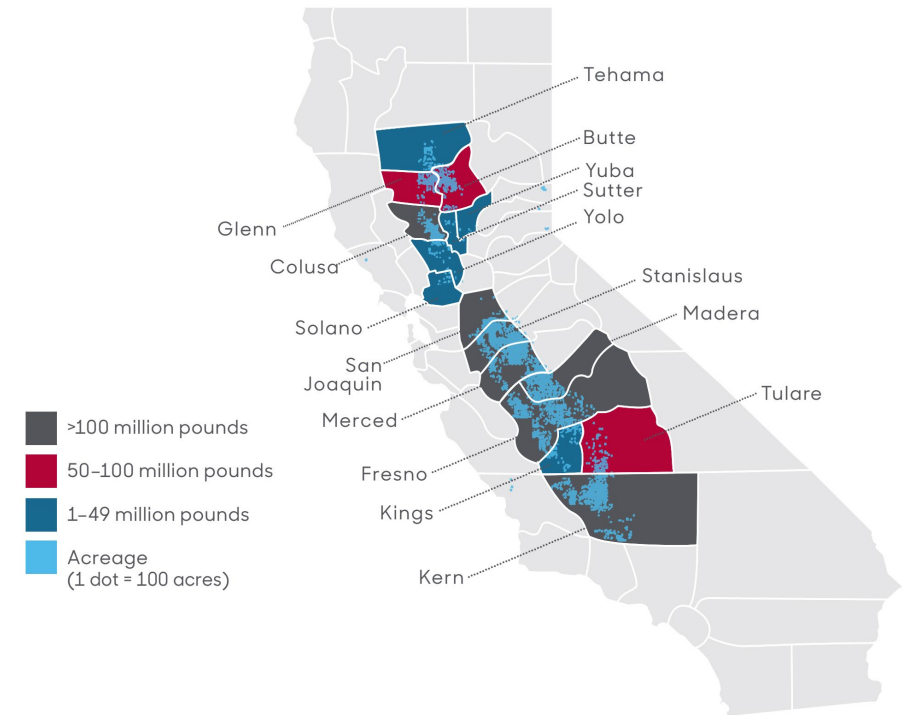 Tehama
Butte
Yuba
Sutter
Yolo
Glenn
Colusa
Stanislaus
Solano
Madera
San
Joaquin
Tulare
Merced
>100 million pounds
50–100 million pounds
Fresno
1–49 million pounds
Kings
Acreage
(1 dot = 100 acres)
Kern